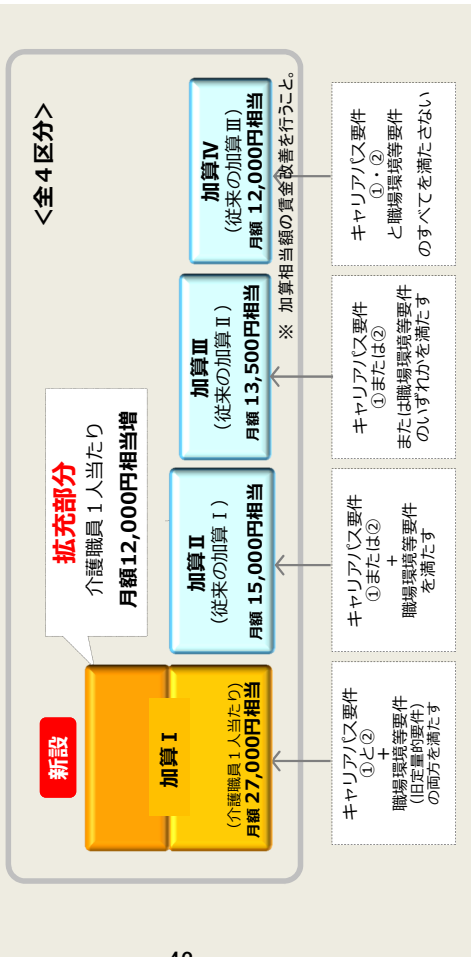 <全４区分>
新設
拡充部分
介護職員１人当たり
月額12,000円相当増
加算Ⅰ
(介護職員１人当たり)
月額 27,000円相当
加算Ⅱ
(従来の加算Ⅰ)
月額 15,000円相当
加算Ⅲ
(従来の加算Ⅱ)
月額 13,500円相当
加算Ⅳ
(従来の加算Ⅲ)
月額 12,000円相当
※ 加算相当額の賃金改善を行うこと。
キャリアパス要件
①と②
+
職場環境等要件
(旧定量的要件)
の両方を満たす
キャリアパス要件
①または②
+
職場環境等要件
を満たす
キャリアパス要件
①または②
または職場環境等要件
のいずれかを満たす
キャリアパス要件
①・②
と職場環境等要件
のすべてを満たさない